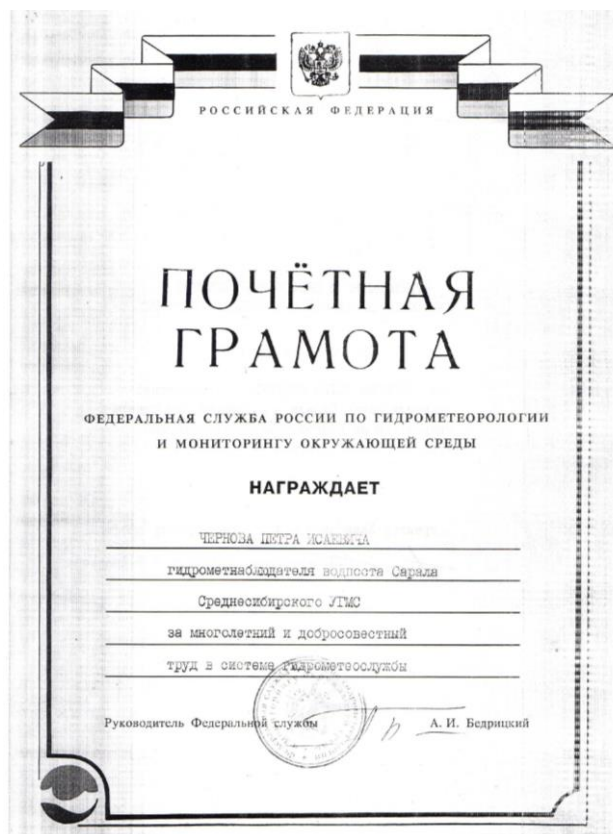 РОССИЙСКАЯ ФЕДЕРАЦИЯ
ПОЧЁТНАЯ
ГРАМОТА
ФЕДЕРАЛЬНАЯ СЛУЖБА РОССИИ ПО ГИДРОМЕТЕОРОЛОГИИ
И МОНИТОРИНГУ ОКРУЖАЮЩЕЙ СРЕДЫ
НАГРАЖДАЕТ
ЧЕРНОВА ПЕТРА ИСАЕВИЧА
гидрометнаблюдателя водпоста Сарала
Среднесибирского УГМС
за многолетний и добросовестный
труд в системе гидрометеослужбы
Руководитель Федеральной службы А. И. Бедрицкий